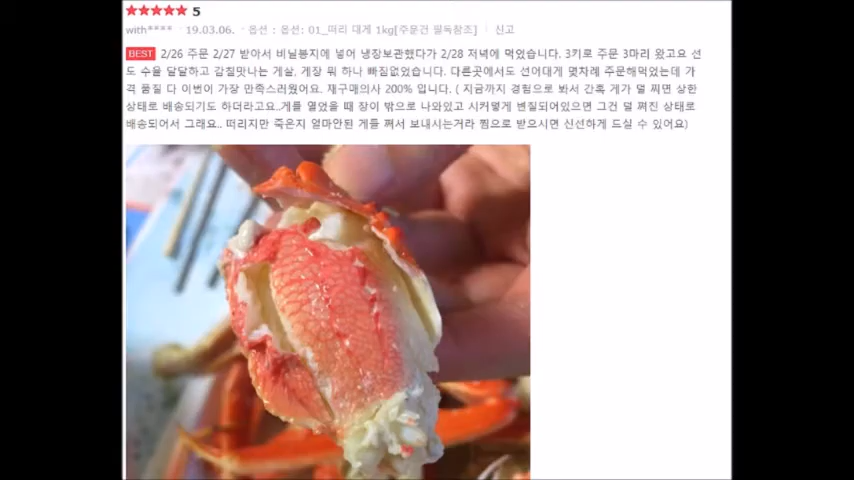 ★★★★★ 5
with**** · 19.03.06. · 옵션 : 옵션: 01_떠리 대게 1kg[주문건 필독참조] | 신고
BEST 2/26 주문 2/27 받아서 비닐봉지에 넣어 냉장보관했다가 2/28 저녁에 먹었습니다. 3키로 주문 3마리 왔고요 선
도 수율 달달하고 감칠맛나는 게살, 게장 뭐 하나 빠질없었습니다. 다른곳에서도 선어대게 몇차례 주문해먹었는데 가
격 품질 다 이번이 가장 만족스러웠어요. 재구매의사 200% 입니다. ( 지금까지 경험으로 봐서 간혹 게가 덜 찌면 상한
상태로 배송되기도 하더라고요..게를 열었을 때 장이 밖으로 나와있고 시커멓게 변질되어있으면 그건 덜 쪄진 상태로
배송되어서 그래요.. 떠리지만 죽은지 얼마안된 게들 쪄서 보내시는거라 찜으로 받으시면 신선하게 드실 수 있어요)